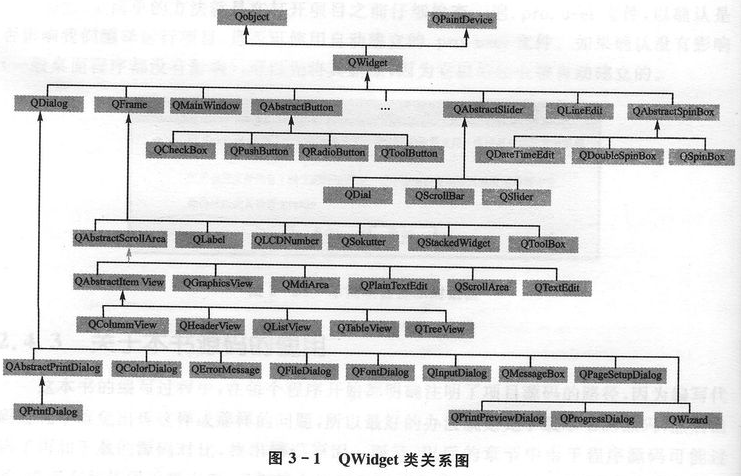 Qobject QPaintDevice
QWidget
QDialog QFrame QMainWindow QAbstractButton ... QAbstractSlider QLineEdil QAbstractSpinBox
QCheckBox QPushButton QRadioButton QToolButton QDateTimeEdit QDoubleSpinBox QSpinBox
QDial QScrollBar QSlider
QAbstractScrollArea QLabel QLCDNumber QSokutter QStackedWidget QToolBox
QAbstractItem View QGraphicsView QMdiArea QPlainTextEdit QScrollArea QTextEdit
QColummView QHeaderView QListView QTableView QTreeView
QAbstractPrintDialog QColorDialog QErrorMessage QFileDialog QFontDialog QInputDialog QMessageBox QPageSetupDialog
QPrintDialog QPrintPreviewDialog QProgressDialog QWizard
图 3-1 QWidget 类关系图